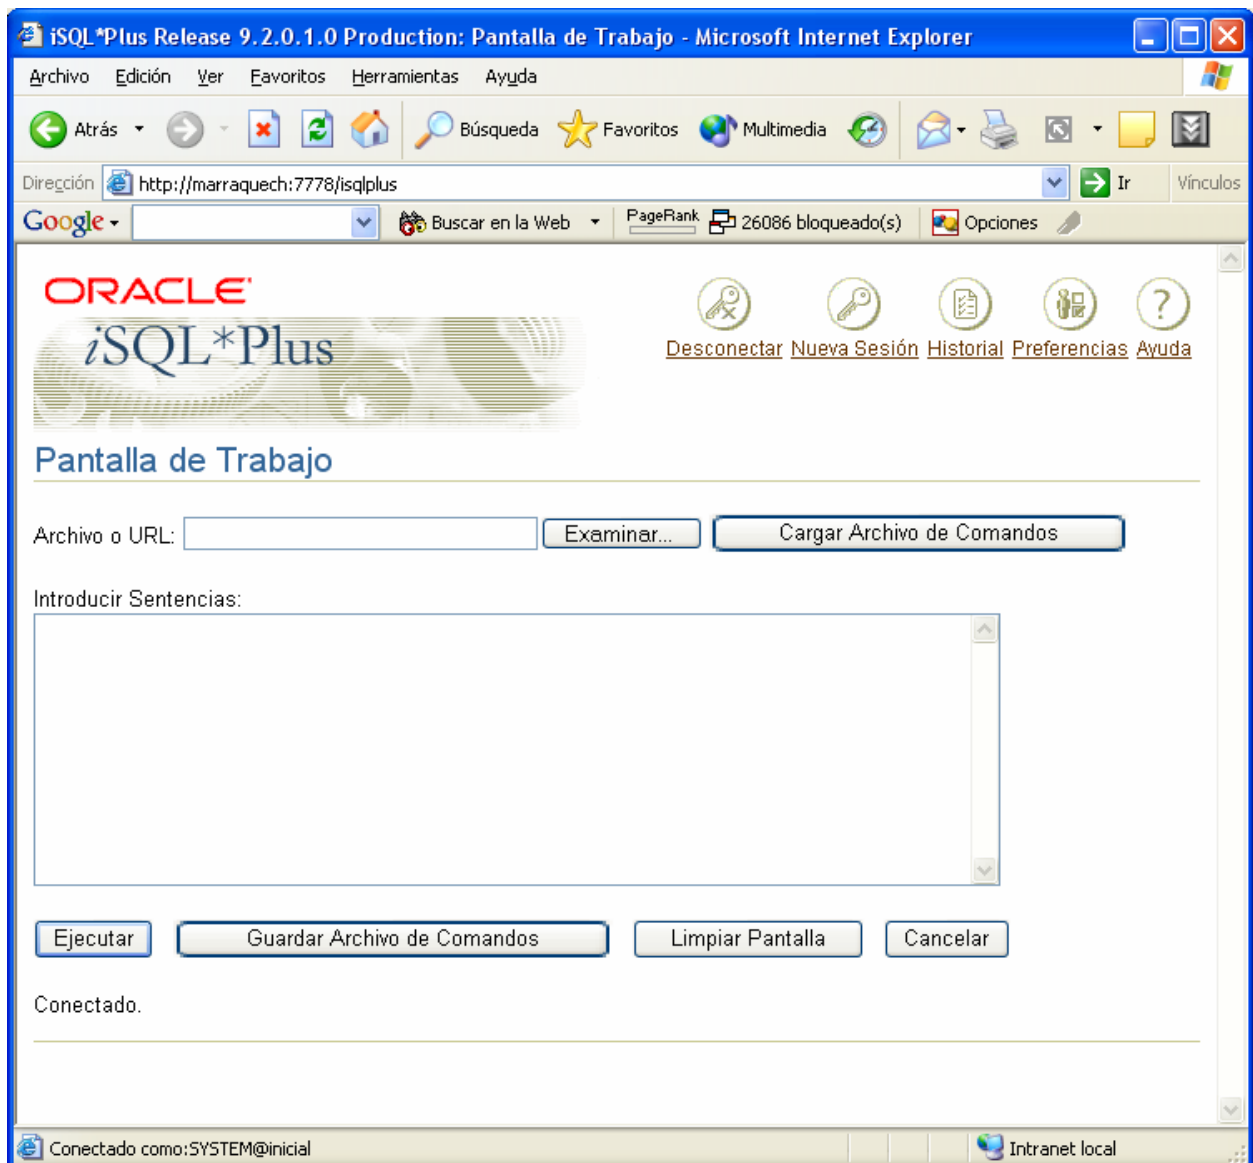 iSQL*Plus Release 9.2.0.1.0 Production: Pantalla de Trabajo - Microsoft Internet Explorer
Archivo Edición Ver Favoritos Herramientas Ayuda
Atrás Búsqueda Favoritos Multimedia
Dirección http://marraquech:7778/isqlplus Ir Vínculos
Google Buscar en la Web PageRank 26086 bloqueado(s) Opciones
ORACLE
iSQL*Plus
Desconectar Nueva Sesión Historial Preferencias Ayuda
Pantalla de Trabajo
Archivo o URL: Examinar... Cargar Archivo de Comandos
Introducir Sentencias:
Ejecutar Guardar Archivo de Comandos Limpiar Pantalla Cancelar
Conectado.
Conectado como:SYSTEM@inicial Intranet local